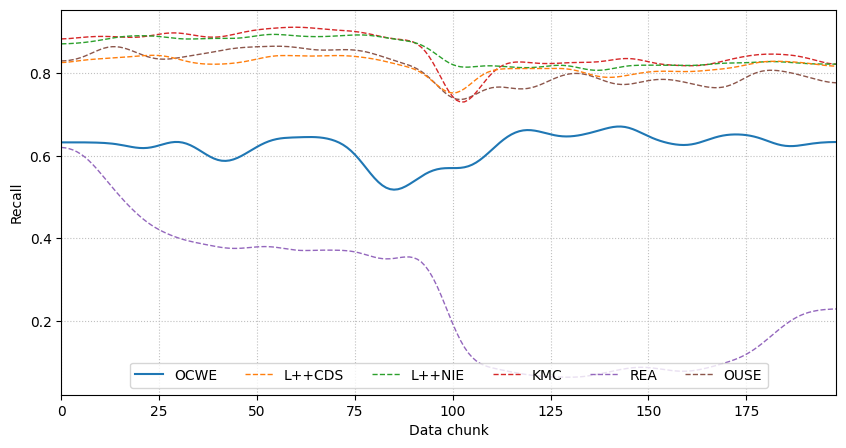 Recall
0.8
0.6
0.4
0.2
OCWE L++CDS L++NIE KMC REA OUSE
0 25 50 75 100 125 150 175
Data chunk